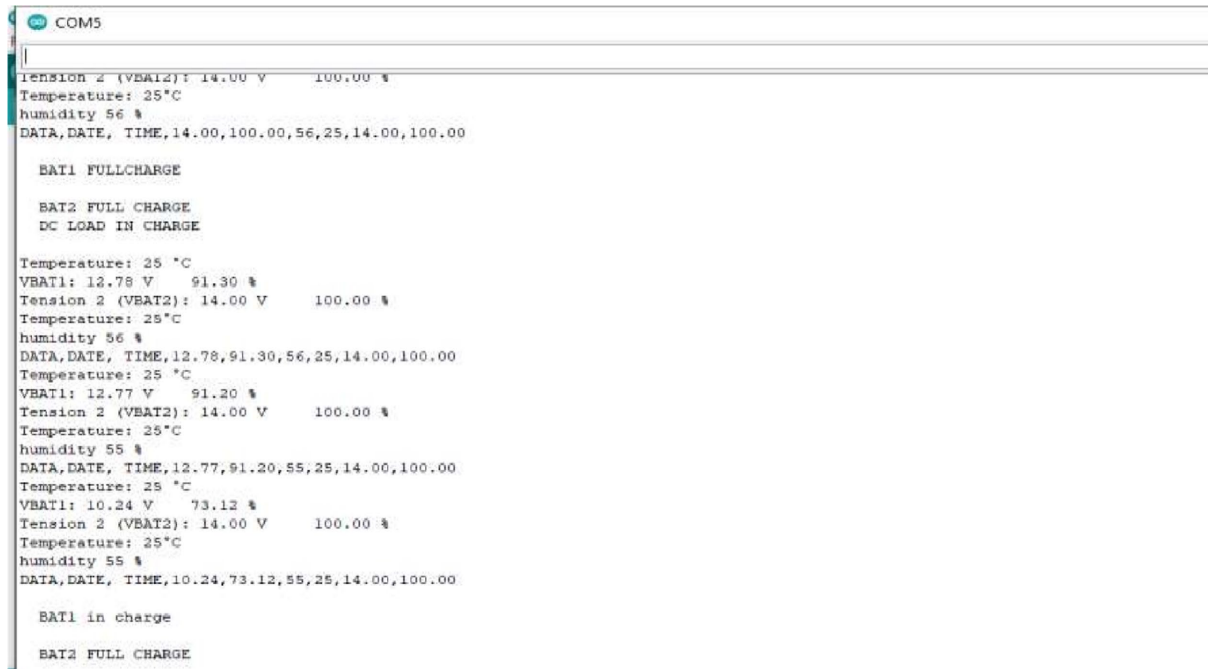 COM5
Tension 2 (VBAT2): 14.00 V 100.00 %
Temperature: 25°C
humidity 56 %
DATA,DATE, TIME,14.00,100.00,56,25,14.00,100.00
BAT1 FULLCHARGE
BAT2 FULL CHARGE
DC LOAD IN CHARGE
Temperature: 25 °C
VBAT1: 12.78 V 91.30 %
Tension 2 (VBAT2): 14.00 V 100.00 %
Temperature: 25°C
humidity 56 %
DATA,DATE, TIME,12.78,91.30,56,25,14.00,100.00
Temperature: 25 °C
VBAT1: 12.77 V 91.20 %
Tension 2 (VBAT2): 14.00 V 100.00 %
Temperature: 25°C
humidity 55 %
DATA,DATE, TIME,12.77,91.20,55,25,14.00,100.00
Temperature: 25 °C
VBAT1: 10.24 V 73.12 %
Tension 2 (VBAT2): 14.00 V 100.00 %
Temperature: 25°C
humidity 55 %
DATA,DATE, TIME,10.24,73.12,55,25,14.00,100.00
BAT1 in charge
BAT2 FULL CHARGE